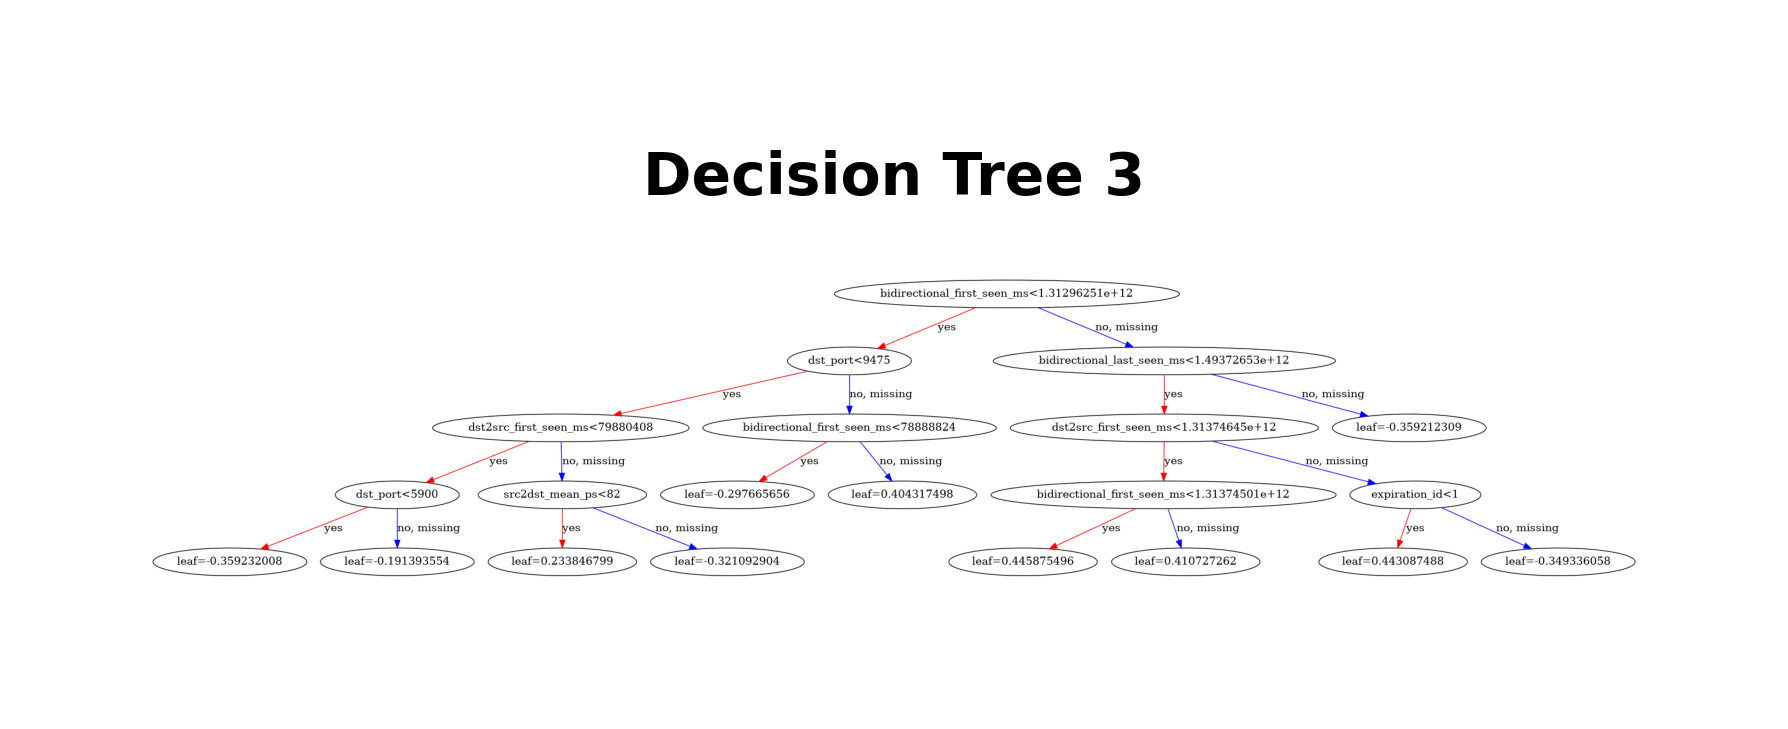 Decision Tree 3
bidirectional_first_seen_ms<1.31296251e+12
yes
no, missing
dst_port<9475
bidirectional_last_seen_ms<1.49372653e+12
yes
no, missing
yes
no, missing
dst2src_first_seen_ms<79880408
bidirectional_first_seen_ms<78888824
dst2src_first_seen_ms<1.31374645e+12
leaf=-0.359212309
yes
no, missing
yes
no, missing
yes
no, missing
dst_port<5900
src2dst_mean_ps<82
leaf=-0.297665656
leaf=0.404317498
bidirectional_first_seen_ms<1.31374501e+12
expiration_id<1
yes
no, missing
yes
no, missing
yes
no, missing
yes
no, missing
leaf=-0.359232008
leaf=-0.191393554
leaf=0.233846799
leaf=-0.321092904
leaf=0.445875496
leaf=0.410727262
leaf=0.443087488
leaf=-0.349336058